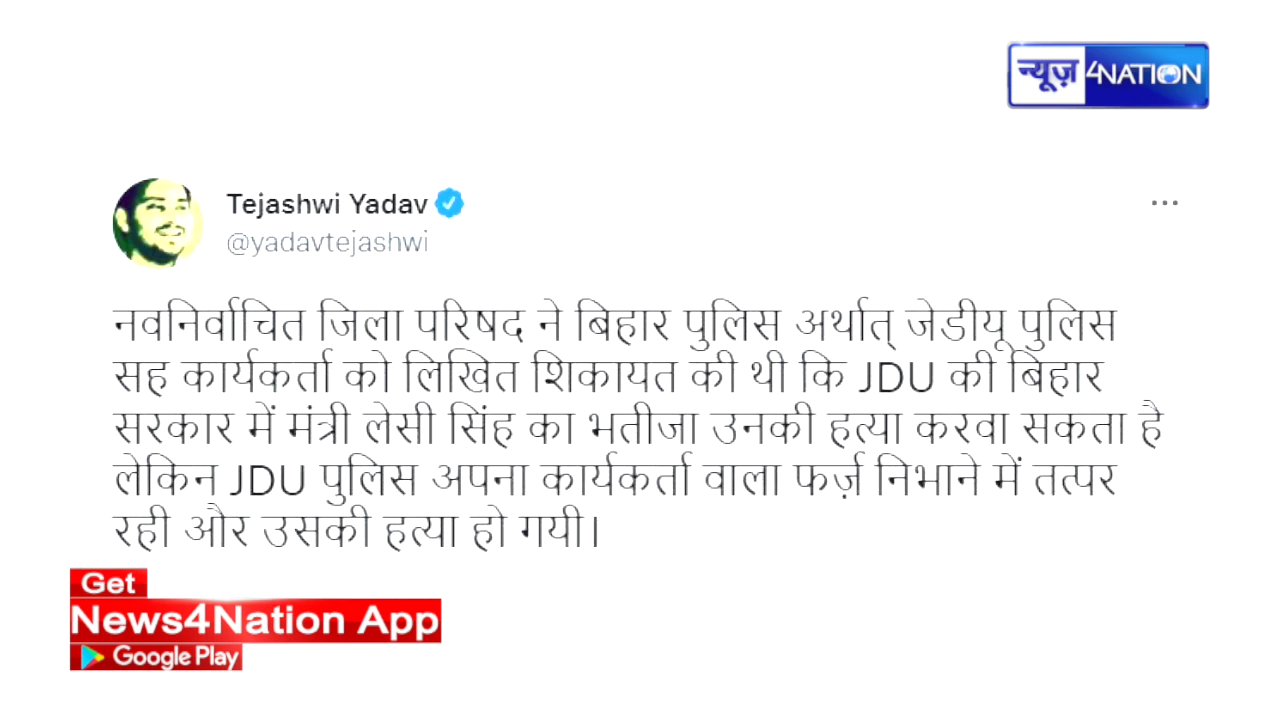 न्यूज़ 4NATION
Tejashwi Yadav
@yadavtejashwi
नवनिर्वाचित जिला परिषद ने बिहार पुलिस अर्थात् जेडीयू पुलिस
सह कार्यकर्ता को लिखित शिकायत की थी कि JDU की बिहार
सरकार में मंत्री लेसी सिंह का भतीजा उनकी हत्या करवा सकता है
लेकिन JDU पुलिस अपना कार्यकर्ता वाला फर्ज़ निभाने में तत्पर
रही और उसकी हत्या हो गयी।
Get
News4Nation App
Google Play